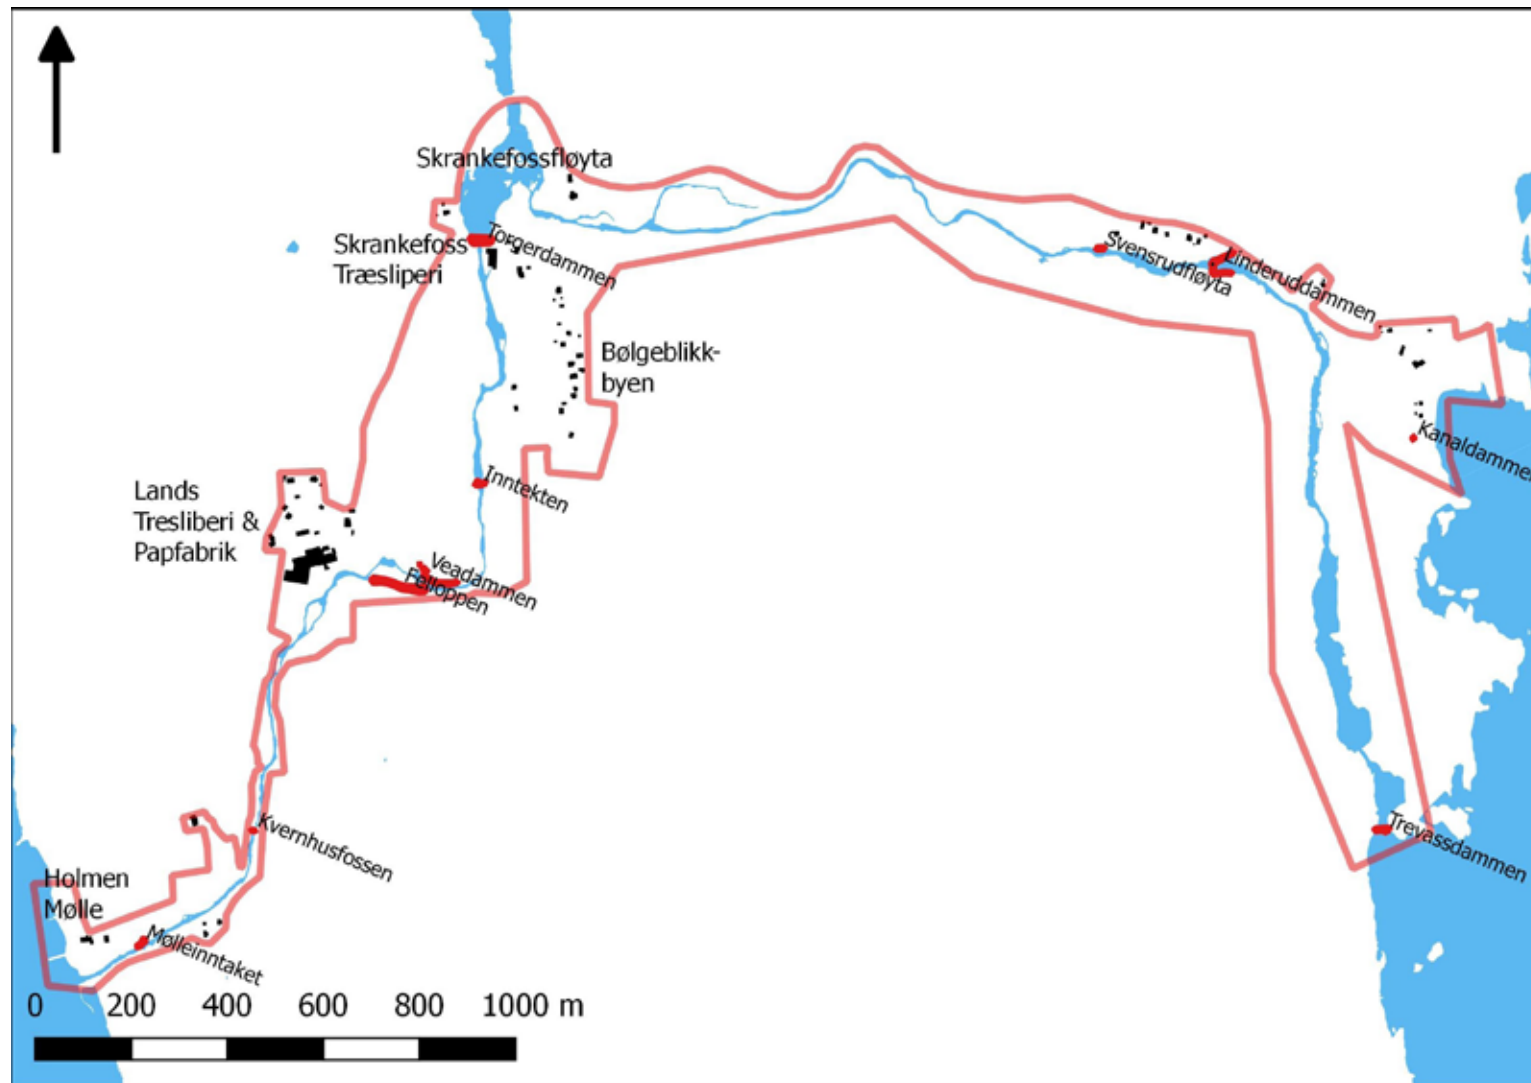 Skrankefossfløyta
Skrankefoss
Træsliperi
Torgerdammen
Svensrudfløyta
Linderuddammen
Bølgeblikk-
byen
Kanaldammen
Inntekten
Lands
Tresliberi &
Papfabrik
Veadammen
Felloppen
Kvernhusfossen
Trevassdammen
Holmen
Mølle
Mølleinntaket
0 200 400 600 800 1000 m